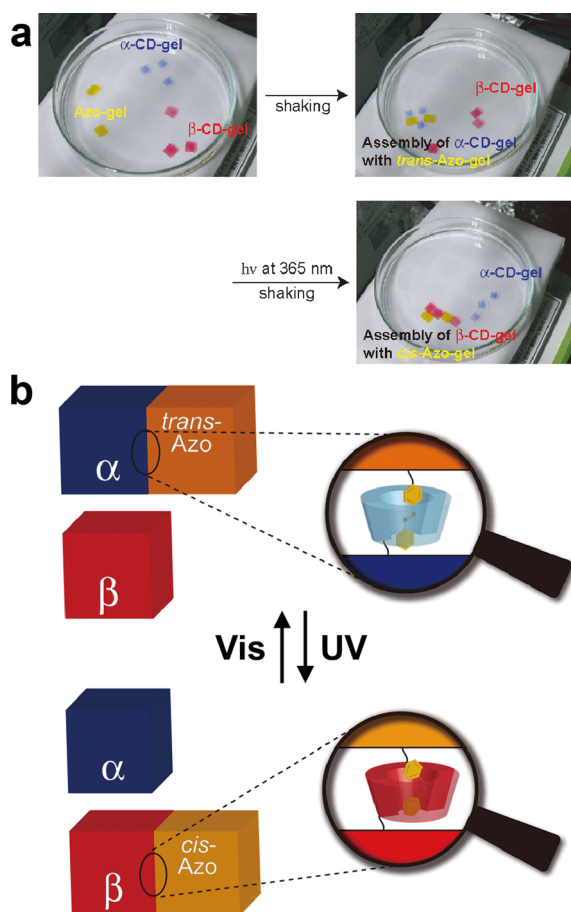 a
α-CD-gel
Azo-gel
β-CD-gel
shaking
β-CD-gel
Assembly of α-CD-gel
with trans-Azo-gel
hν at 365 nm
shaking
α-CD-gel
Assembly of β-CD-gel
with cis-Azo-gel
b
trans-
Azo
α
β
Vis
UV
α
cis-
Azo
β